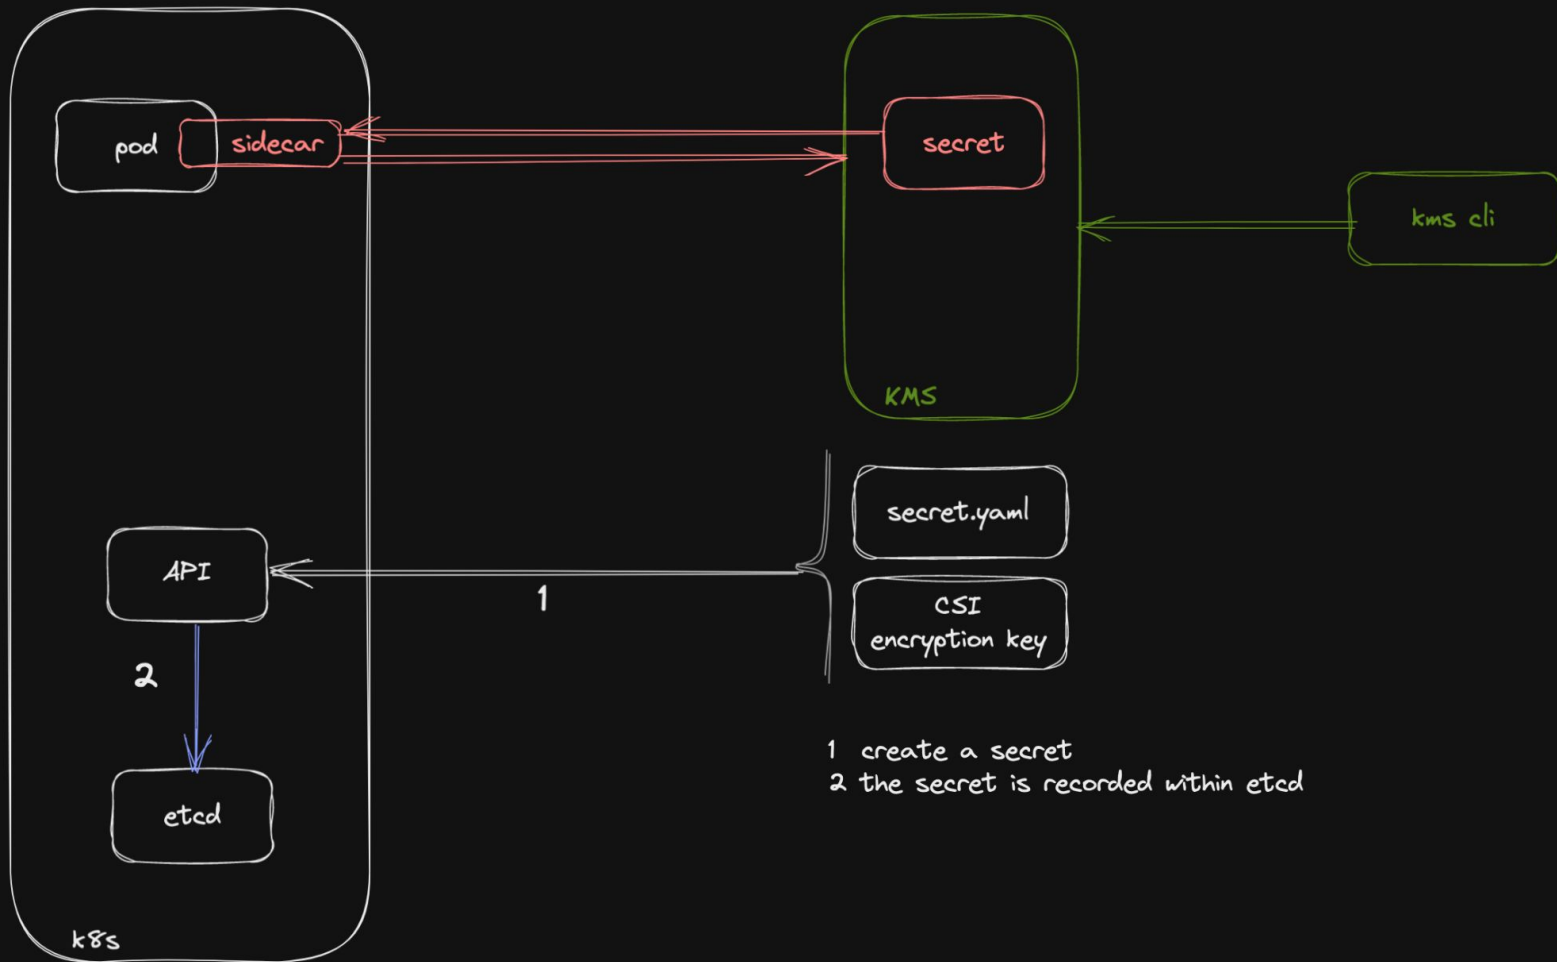 pod
sidecar
secret
kms cli
KMS
secret.yaml
API
1
CSI
encryption key
2
1 create a secret
2 the secret is recorded within etcd
etcd
k8s